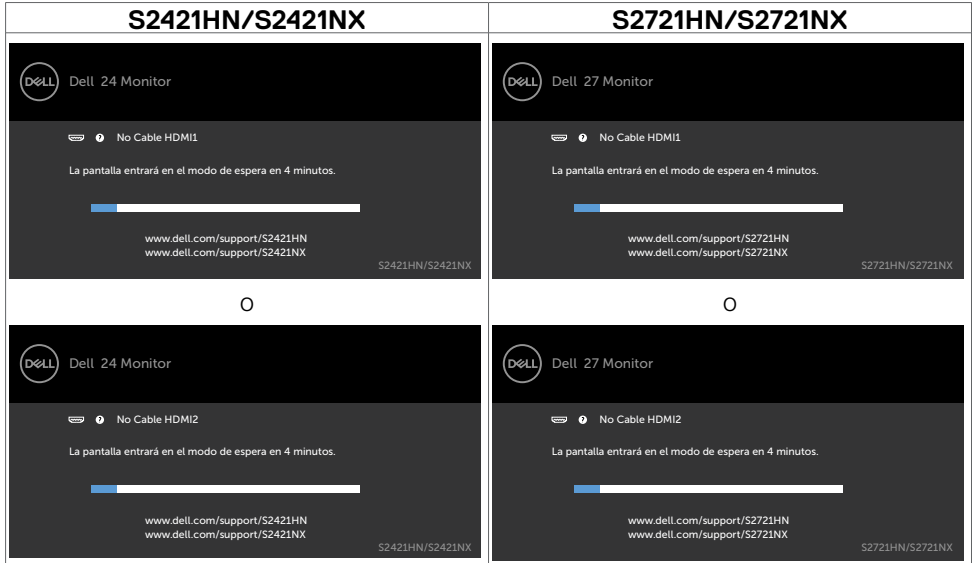 S2421HN/S2421NX
DELL
Dell 24 Monitor
? No Cable HDMI1
La pantalla entrará en el modo de espera en 4 minutos.
www.dell.com/support/S2421HN
www.dell.com/support/S2421NX
S2421HN/S2421NX
O
DELL
Dell 24 Monitor
? No Cable HDMI2
La pantalla entrará en el modo de espera en 4 minutos.
www.dell.com/support/S2421HN
www.dell.com/support/S2421NX
S2421HN/S2421NX
S2721HN/S2721NX
DELL
Dell 27 Monitor
? No Cable HDMI1
La pantalla entrará en el modo de espera en 4 minutos.
www.dell.com/support/S2721HN
www.dell.com/support/S2721NX
S2721HN/S2721NX
O
DELL
Dell 27 Monitor
? No Cable HDMI2
La pantalla entrará en el modo de espera en 4 minutos.
www.dell.com/support/S2721HN
www.dell.com/support/S2721NX
S2721HN/S2721NX